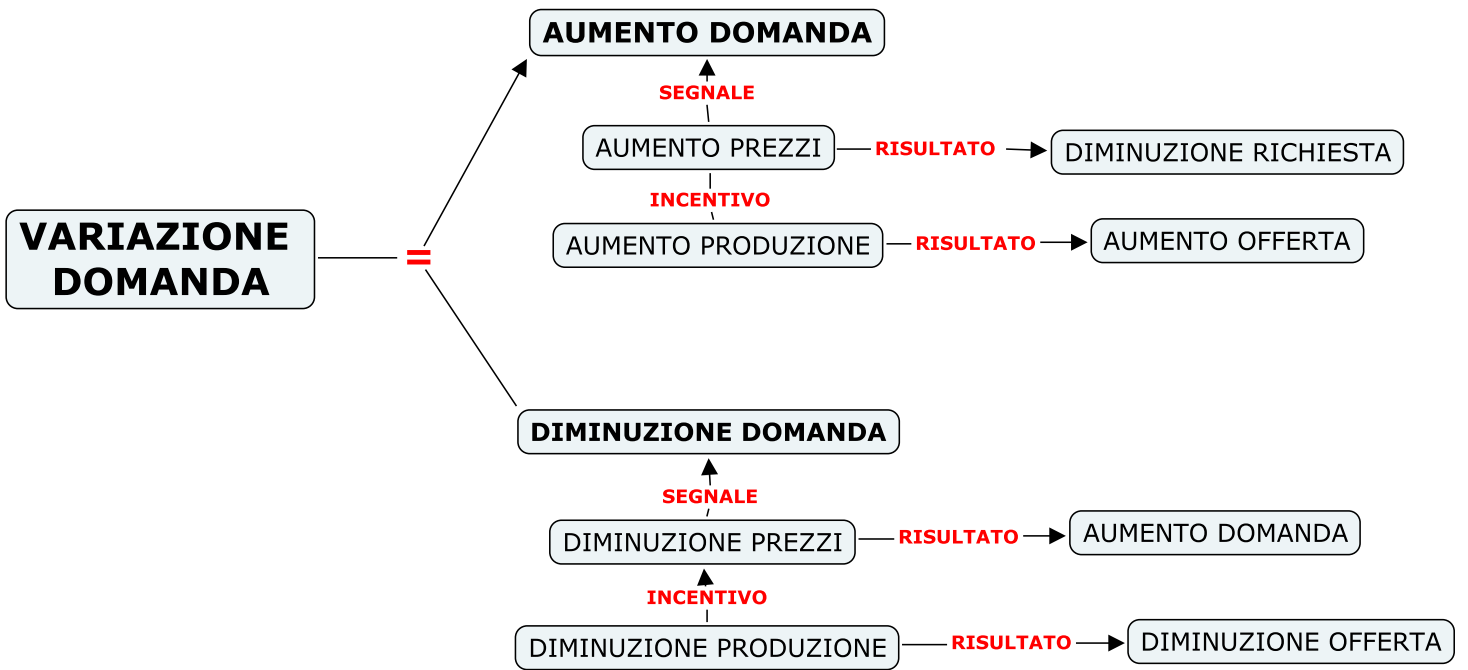 AUMENTO DOMANDA
SEGNALE
AUMENTO PREZZI
RISULTATO
DIMINUZIONE RICHIESTA
INCENTIVO
AUMENTO PRODUZIONE
RISULTATO
AUMENTO OFFERTA
VARIAZIONE
DOMANDA
=
DIMINUZIONE DOMANDA
SEGNALE
DIMINUZIONE PREZZI
RISULTATO
AUMENTO DOMANDA
INCENTIVO
DIMINUZIONE PRODUZIONE
RISULTATO
DIMINUZIONE OFFERTA